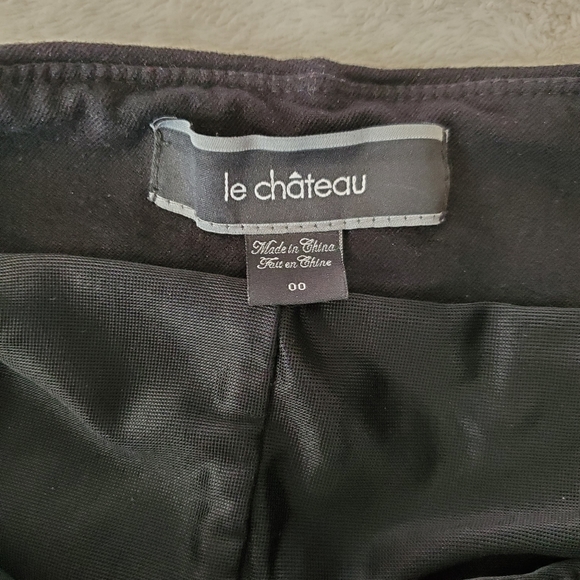 le château
Made in China
Fait en Chine
00